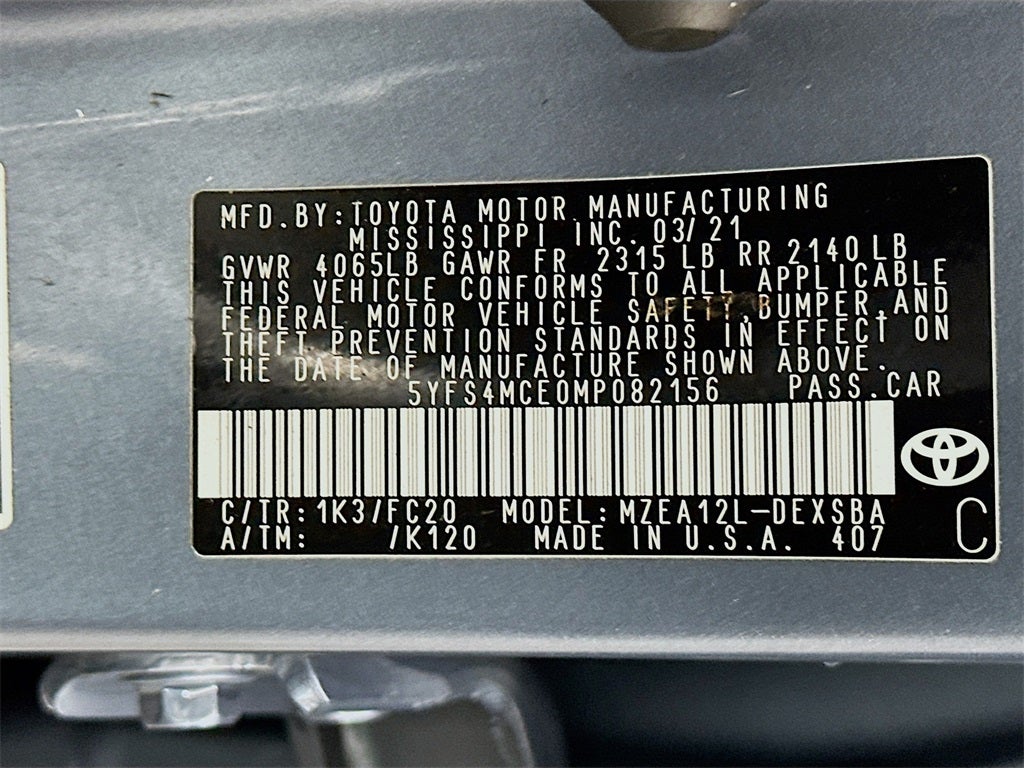 MFD. BY: TOYOTA MOTOR MANUFACTURING
MISSISSIPPI INC. 03/21
GVWR 4065LB GAWR FR 2315 LB RR 2140 LB
THIS VEHICLE CONFORMS TO ALL APPLICABLE
FEDERAL MOTOR VEHICLE SAFETY, BUMPER, AND
THEFT PREVENTION STANDARDS IN EFFECT ON
THE DATE OF MANUFACTURE SHOWN ABOVE.
5YFS4MCE0MP082156 PASS. CAR
C/TR: 1K3/FC20 MODEL: MZEA12L-DEXSBA
A/TM: /K120 MADE IN U.S.A. 407 C